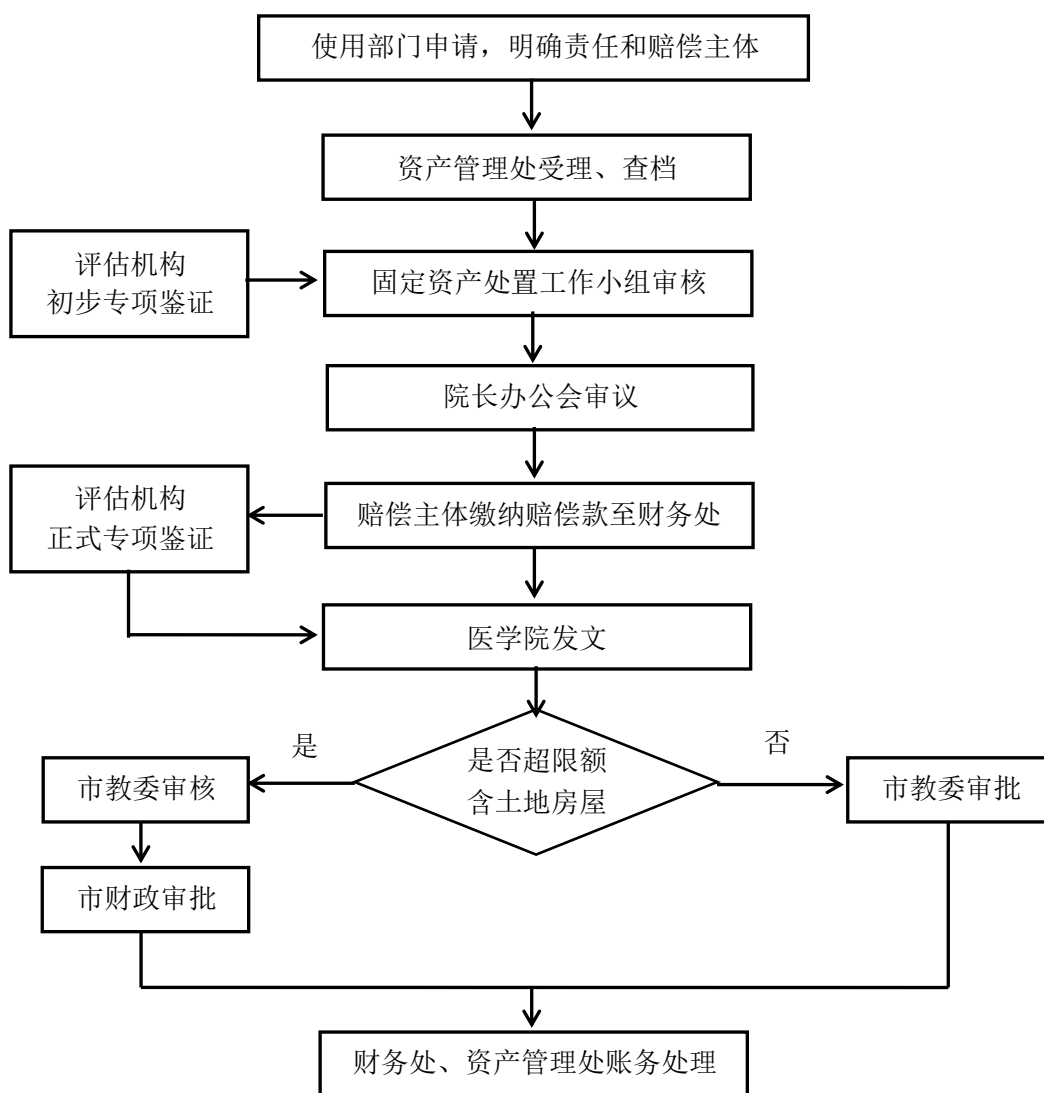 使用部门申请，明确责任和赔偿主体
资产管理处受理、查档
评估机构
初步专项鉴证
固定资产处置工作小组审核
院长办公会审议
评估机构
正式专项鉴证
赔偿主体缴纳赔偿款至财务处
医学院发文
是
是否超限额
含土地房屋
否
市教委审核
市教委审批
市财政审批
财务处、资产管理处账务处理